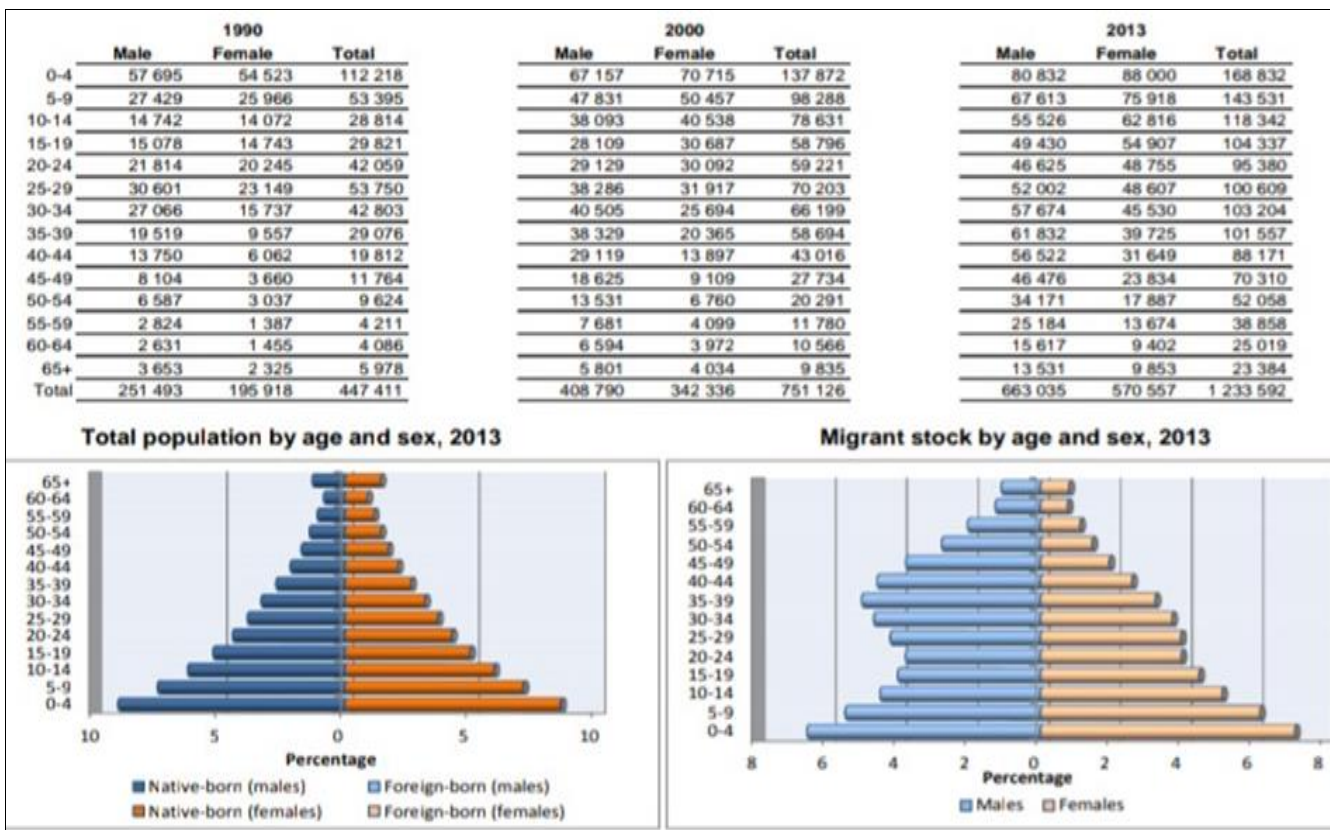 1990 2000 2013
Male Female Total Male Female Total Male Female Total
0-4 57 695 54 523 112 218 67 157 70 715 137 872 80 832 88 000 168 832
5-9 27 429 25 966 53 395 47 831 50 457 98 288 67 613 75 918 143 531
10-14 14 742 14 072 28 814 38 093 40 538 78 631 55 526 62 816 118 342
15-19 15 078 14 743 29 821 28 109 30 687 58 796 49 430 54 907 104 337
20-24 21 814 20 245 42 059 29 129 30 092 59 221 46 625 48 755 95 380
25-29 30 601 23 149 53 750 38 286 31 917 70 203 52 002 48 607 100 609
30-34 27 066 15 737 42 803 40 505 25 694 66 199 57 674 45 530 103 204
35-39 19 519 9 557 29 076 38 329 20 365 58 694 61 832 39 725 101 557
40-44 13 750 6 062 19 812 29 119 13 897 43 016 56 522 31 649 88 171
45-49 8 104 3 660 11 764 18 625 9 109 27 734 46 476 23 834 70 310
50-54 6 587 3 037 9 624 13 531 6 760 20 291 34 171 17 887 52 058
55-59 2 824 1 387 4 211 7 681 4 099 11 780 25 184 13 674 38 858
60-64 2 631 1 455 4 086 6 594 3 972 10 566 15 617 9 402 25 019
65+ 3 653 2 325 5 978 5 801 4 034 9 835 13 531 9 853 23 384
Total 251 493 195 918 447 411 408 790 342 336 751 126 663 035 570 557 1 233 592
Total population by age and sex, 2013
65+
60-64
55-59
50-54
45-49
40-44
35-39
30-34
25-29
20-24
15-19
10-14
5-9
0-4
10 5 0 5 10
Percentage
Native-born (males) Foreign-born (males)
Native-born (females) Foreign-born (females)
Migrant stock by age and sex, 2013
65+
60-64
55-59
50-54
45-49
40-44
35-39
30-34
25-29
20-24
15-19
10-14
5-9
0-4
8 6 4 2 0 2 4 6 8
Percentage
Males Females